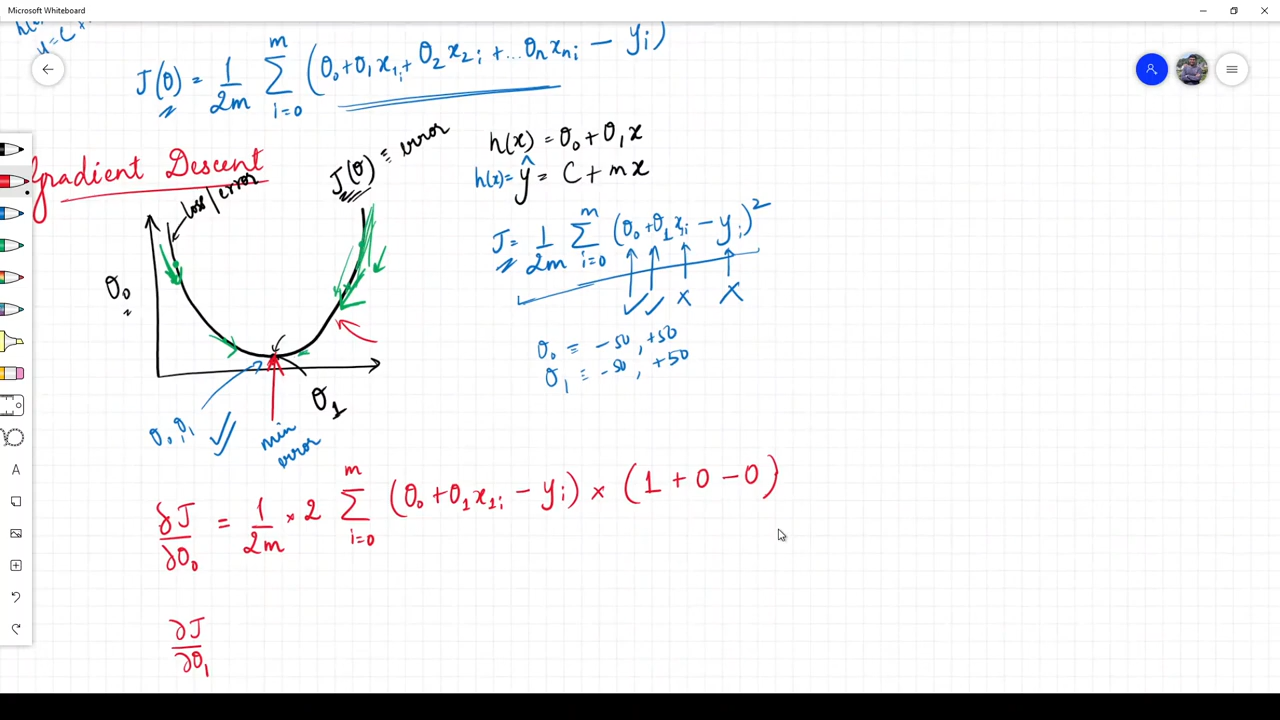 Microsoft Whiteboard
J(θ) = 1/2m Σ_{i=0}^{m} (θ₀+θ₁x₁ᵢ+θ₂x₂ᵢ+...θₙxₙᵢ − yᵢ)
Gradient Descent
loss/error
J(θ) ≡ error
h(x) = θ₀+θ₁x
h(x)= ŷ = C + mx
J = 1/2m Σ_{i=0}^{m} (θ₀+θ₁xᵢ − yᵢ)²
✓ ✓ x x
θ₀
θ₀ ≡ −50, +50
θ₁ ≡ −50, +50
θ₁
θ₀,θ₁ ✓
min error
∂J/∂θ₀ = 1/2m × 2 Σ_{i=0}^{m} (θ₀+θ₁x₁ᵢ − yᵢ) × (1+0−0)
∂J/∂θ₁